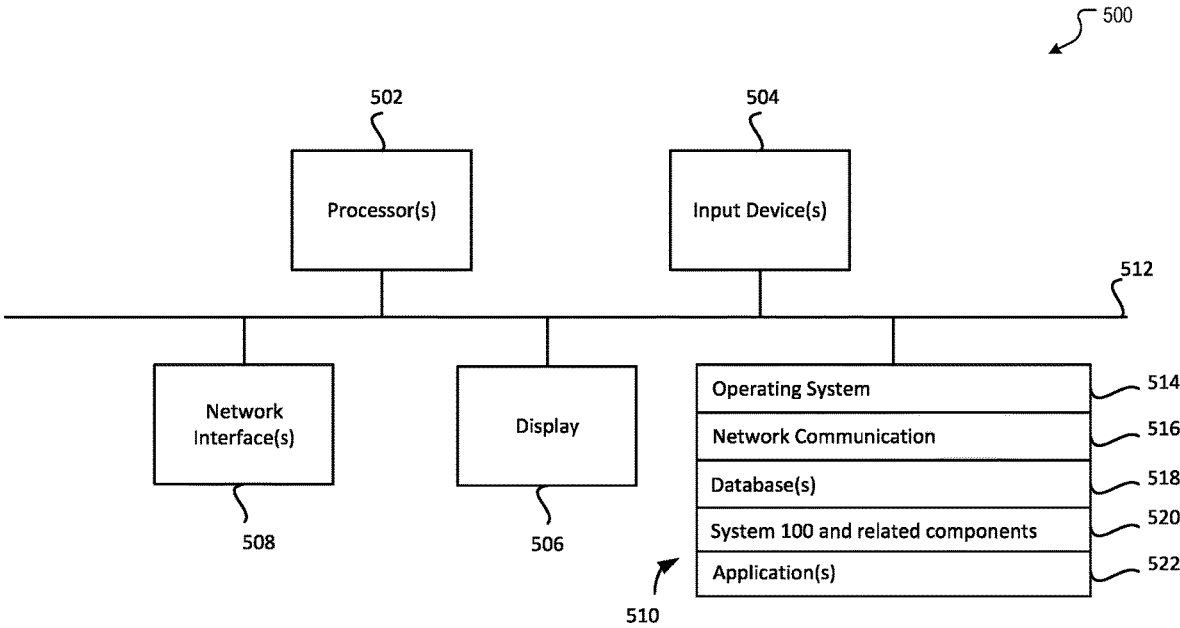 500
502
504
Processor(s)
Input Device(s)
512
Network
Interface(s)
Display
Operating System
514
Network Communication
516
Database(s)
518
System 100 and related components
520
Application(s)
522
508
506
510